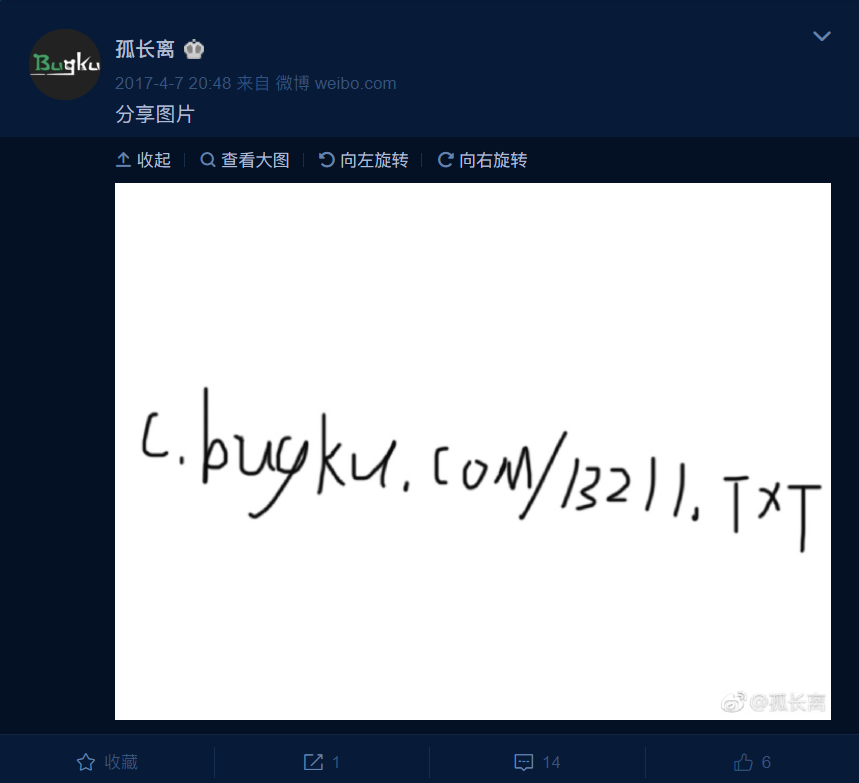 Bugku
孤长离
2017-4-7 20:48 来自 微博 weibo.com
分享图片
收起 查看大图 向左旋转 向右旋转
c.bugku.com/13211.TXT
@孤长离
收藏 1 14 6